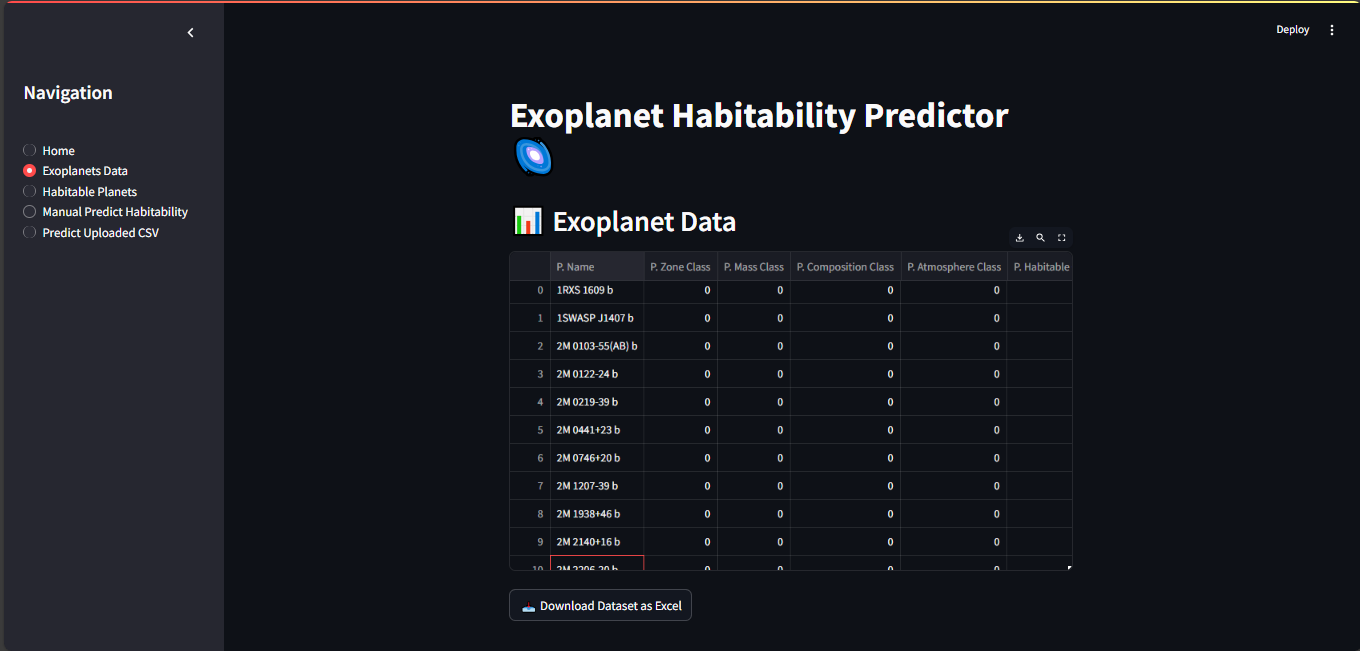 Deploy
Navigation
Home
Exoplanets Data
Habitable Planets
Manual Predict Habitability
Predict Uploaded CSV
Exoplanet Habitability Predictor
Exoplanet Data
P. Name P. Zone Class P. Mass Class P. Composition Class P. Atmosphere Class P. Habitable
0 1RXS 1609 b 0 0 0 0
1 1SWASP J1407 b 0 0 0 0
2 2M 0103-55(AB) b 0 0 0 0
3 2M 0122-24 b 0 0 0 0
4 2M 0219-39 b 0 0 0 0
5 2M 0441+23 b 0 0 0 0
6 2M 0746+20 b 0 0 0 0
7 2M 1207-39 b 0 0 0 0
8 2M 1938+46 b 0 0 0 0
9 2M 2140+16 b 0 0 0 0
10 2M 2206-20 b 0 0 0 0
Download Dataset as Excel